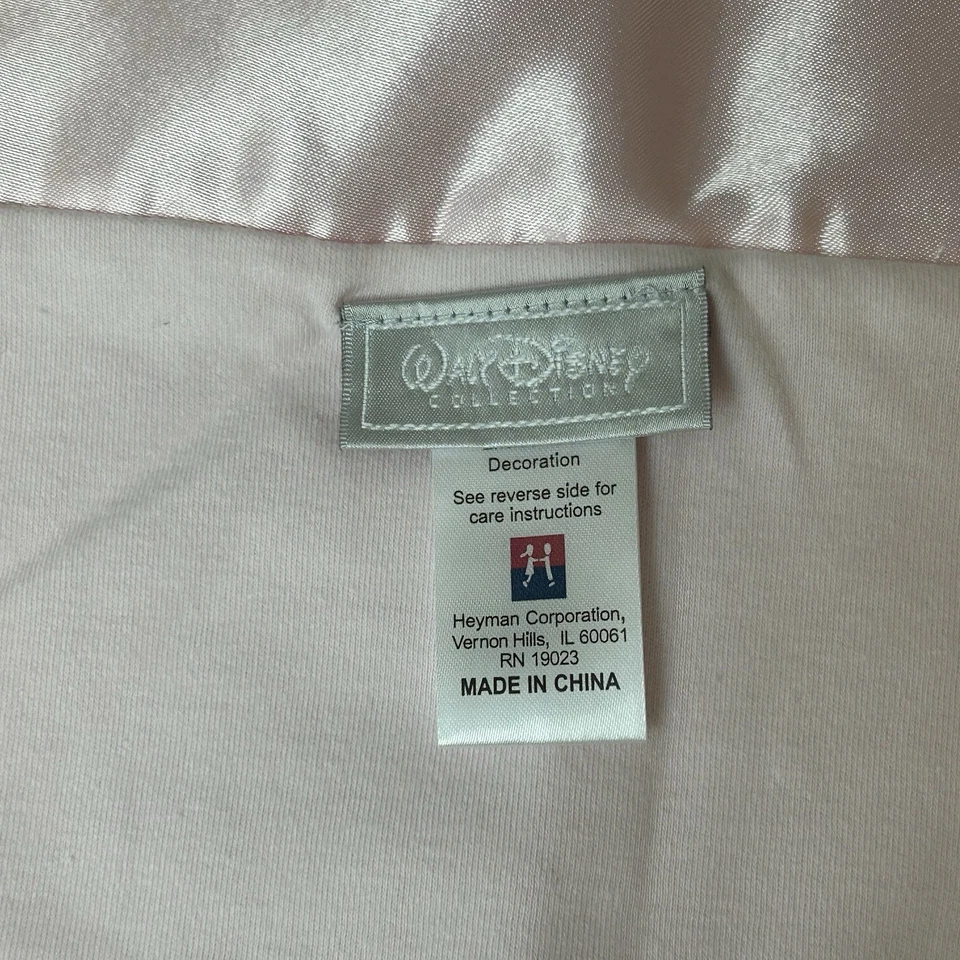 WALT DISNEY
COLLECTION
Decoration
See reverse side for
care instructions
Heyman Corporation,
Vernon Hills, IL 60061
RN 19023
MADE IN CHINA